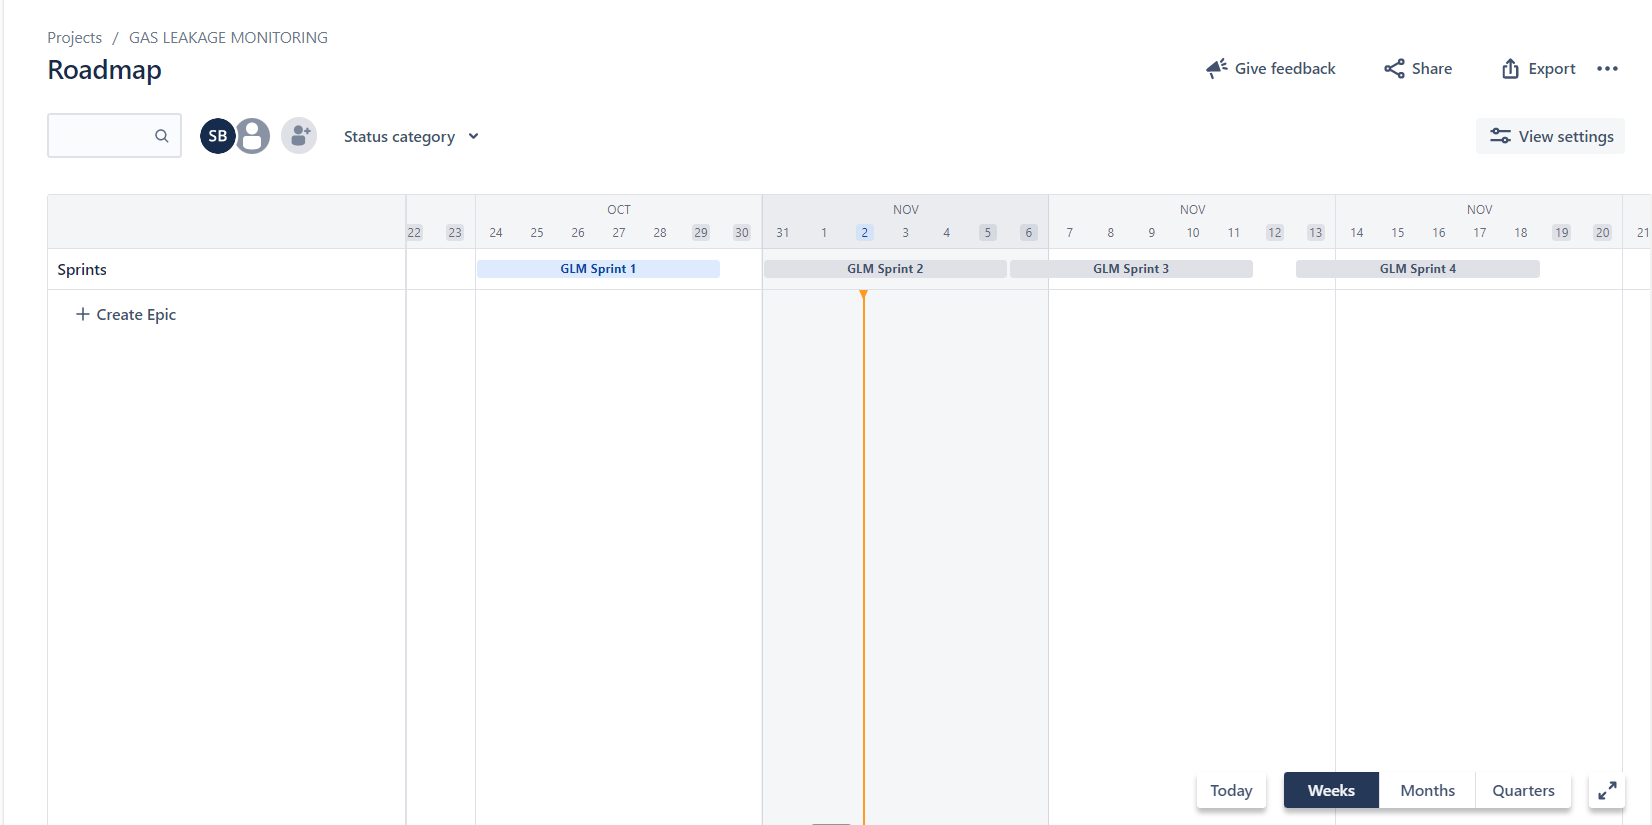 Projects / GAS LEAKAGE MONITORING
Roadmap
Give feedback Share Export
SB Status category View settings
OCT NOV NOV NOV
22 23 24 25 26 27 28 29 30 31 1 2 3 4 5 6 7 8 9 10 11 12 13 14 15 16 17 18 19 20 21
Sprints GLM Sprint 1 GLM Sprint 2 GLM Sprint 3 GLM Sprint 4
Create Epic
Today Weeks Months Quarters